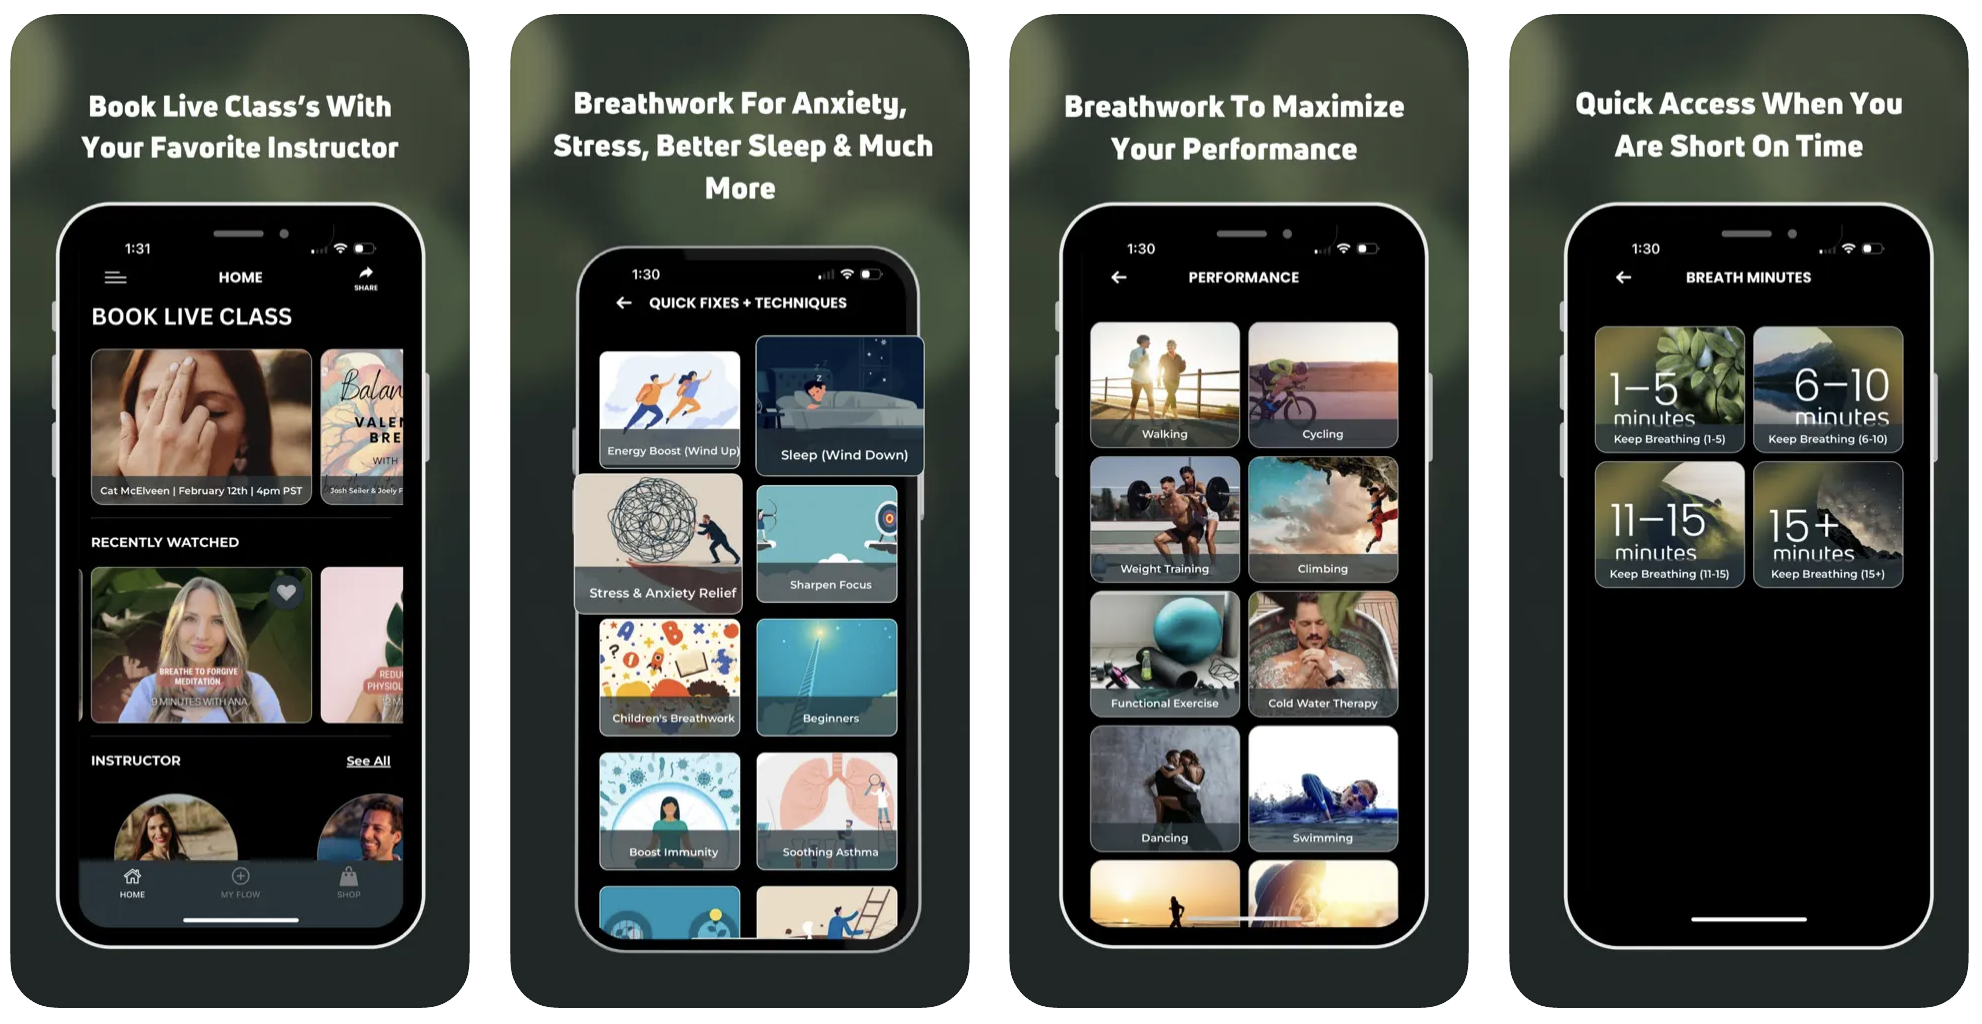 Book Live Class's With
Your Favorite Instructor
1:31
HOME
SHARE
BOOK LIVE CLASS
Balan
VALEN
BRE
WITH
Cat McElveen | February 12th | 4pm PST
Josh Seiler & Joely F
RECENTLY WATCHED
BREATHE TO FORGIVE
MEDITATION
9 MINUTES WITH ANA
REDU
PHYSIOL
12 MI
INSTRUCTOR
See All
HOME
MY FLOW
SHOP
Breathwork For Anxiety,
Stress, Better Sleep & Much
More
1:30
QUICK FIXES + TECHNIQUES
Energy Boost (Wind Up)
z
z
Sleep (Wind Down)
Stress & Anxiety Relief
Sharpen Focus
A B
Children's Breathwork
Beginners
Boost Immunity
Soothing Asthma
Breathwork To Maximize
Your Performance
1:30
PERFORMANCE
Walking
Cycling
Weight Training
Climbing
Functional Exercise
Cold Water Therapy
Dancing
Swimming
Quick Access When You
Are Short On Time
1:30
BREATH MINUTES
1–5
minutes
Keep Breathing (1-5)
6–10
minutes
Keep Breathing (6-10)
11–15
minutes
Keep Breathing (11-15)
15+
minutes
Keep Breathing (15+)